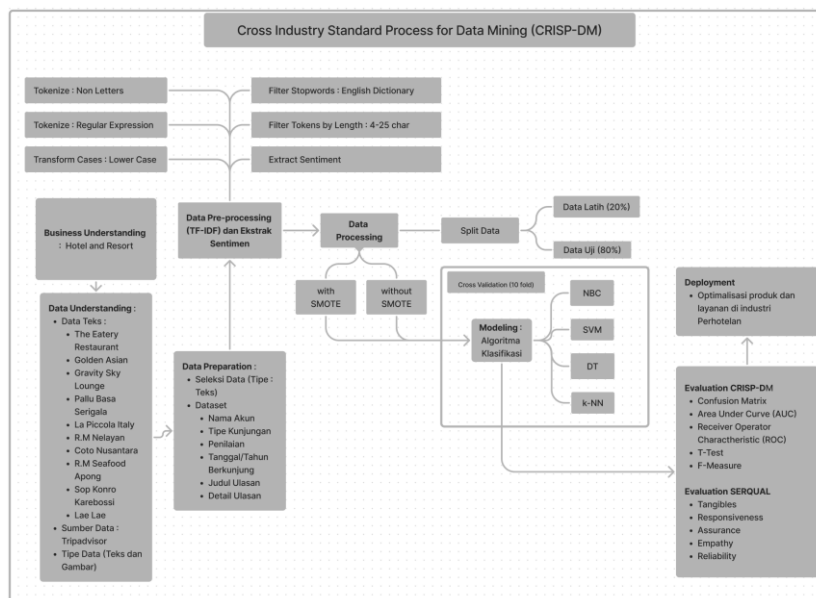 Cross Industry Standard Process for Data Mining (CRISP-DM)
Tokenize : Non Letters
Filter Stopwords : English Dictionary
Tokenize : Regular Expression
Filter Tokens by Length : 4-25 char
Transform Cases : Lower Case
Extract Sentiment
Business Understanding
: Hotel and Resort
Data Pre-processing
(TF-IDF) dan Ekstrak
Sentimen
Data
Processing
Split Data
Data Latih (20%)
Data Uji (80%)
with
SMOTE
without
SMOTE
Cross Validation (10 fold)
Modeling :
Algoritma
Klasifikasi
NBC
SVM
DT
k-NN
Data Understanding :
• Data Teks :
• The Eatery
Restaurant
• Golden Asian
• Gravity Sky
Lounge
• Pallu Basa
Serigala
• La Piccola Italy
• R.M Nelayan
• Coto Nusantara
• R.M Seafood
Apong
• Sop Konro
Karebossi
• Lae Lae
• Sumber Data :
Tripadvisor
• Tipe Data (Teks dan
Gambar)
Data Preparation :
• Seleksi Data (Tipe :
Teks)
• Dataset
• Nama Akun
• Tipe Kunjungan
• Penilaian
• Tanggal/Tahun
Berkunjung
• Judul Ulasan
• Detail Ulasan
Deployment
• Optimalisasi produk dan
layanan di industri
Perhotelan
Evaluation CRISP-DM
• Confusion Matrix
• Area Under Curve (AUC)
• Receiver Operator
Charactheristic (ROC)
• T-Test
• F-Measure
Evaluation SERQUAL
• Tangibles
• Responsiveness
• Assurance
• Empathy
• Reliability